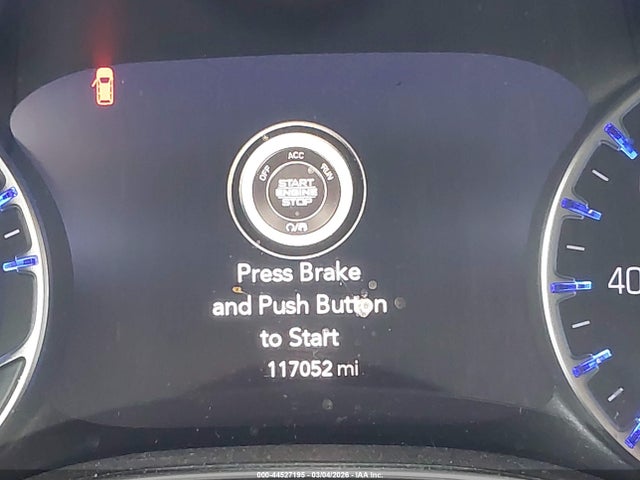 OFF ACC RUN
START
ENGINE
STOP
Press Brake
and Push Button
to Start
117052 mi
40
000-44527195 - 03/04/2026 - IAA Inc.